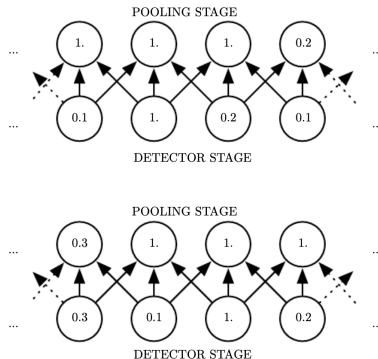 POOLING STAGE
... 1. 1. 1. 0.2 ..
... 0.1 1. 0.2 0.1 ..
DETECTOR STAGE
POOLING STAGE
... 0.3 1. 1. 1. ..
... 0.3 0.1 1. 0.2 ..
DETECTOR STAGE